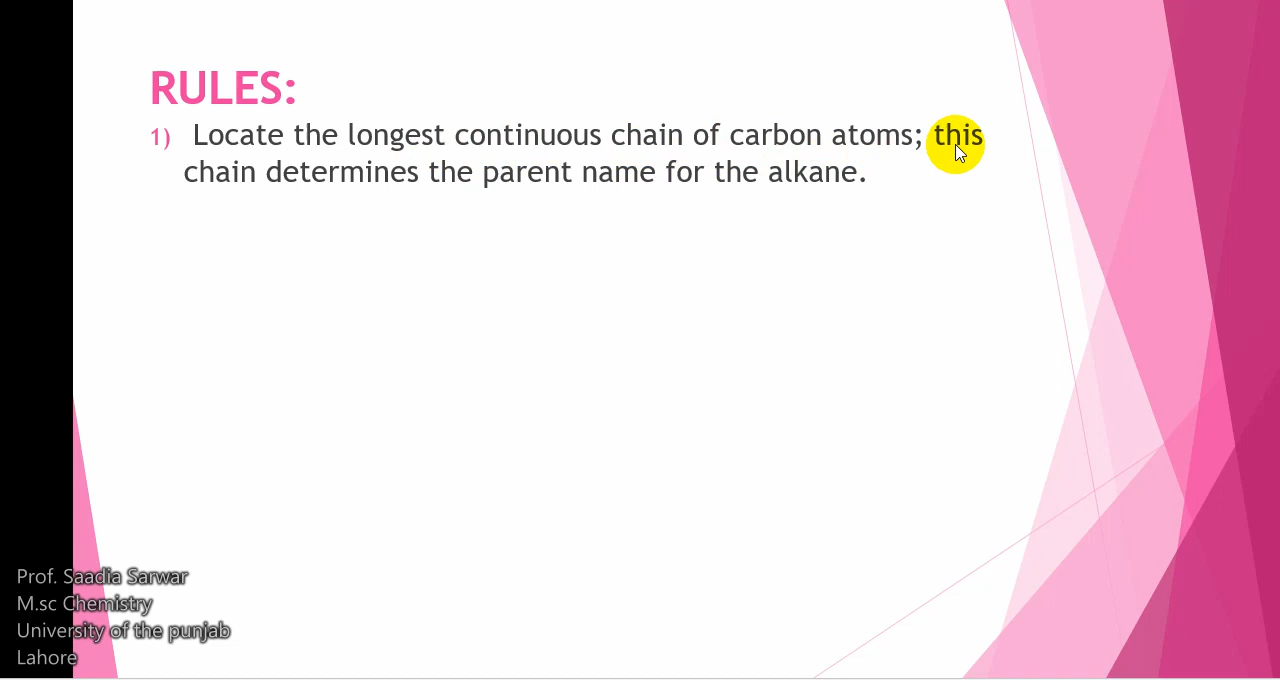 RULES:
1) Locate the longest continuous chain of carbon atoms; this
chain determines the parent name for the alkane.
Prof. Saadia Sarwar
M.sc Chemistry
University of the punjab
Lahore